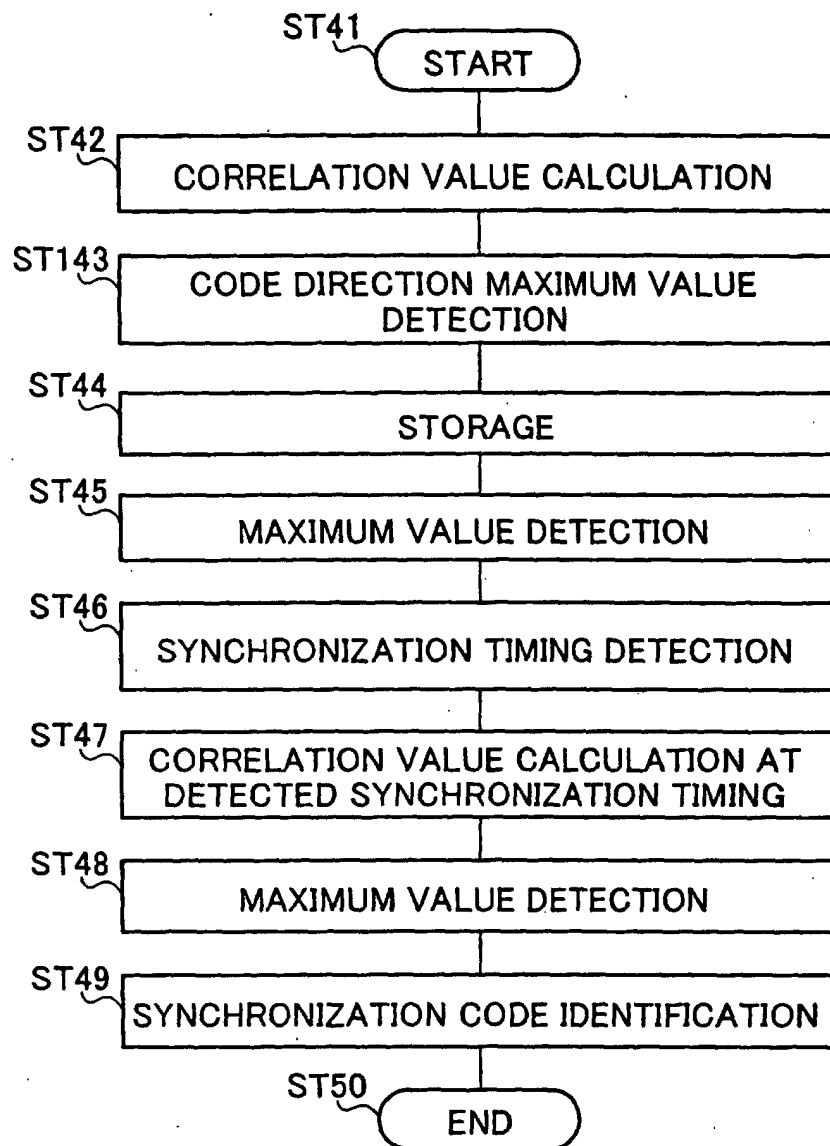 ST41
START
ST42
CORRELATION VALUE CALCULATION
ST143
CODE DIRECTION MAXIMUM VALUE
DETECTION
ST44
STORAGE
ST45
MAXIMUM VALUE DETECTION
ST46
SYNCHRONIZATION TIMING DETECTION
ST47
CORRELATION VALUE CALCULATION AT
DETECTED SYNCHRONIZATION TIMING
ST48
MAXIMUM VALUE DETECTION
ST49
SYNCHRONIZATION CODE IDENTIFICATION
ST50
END